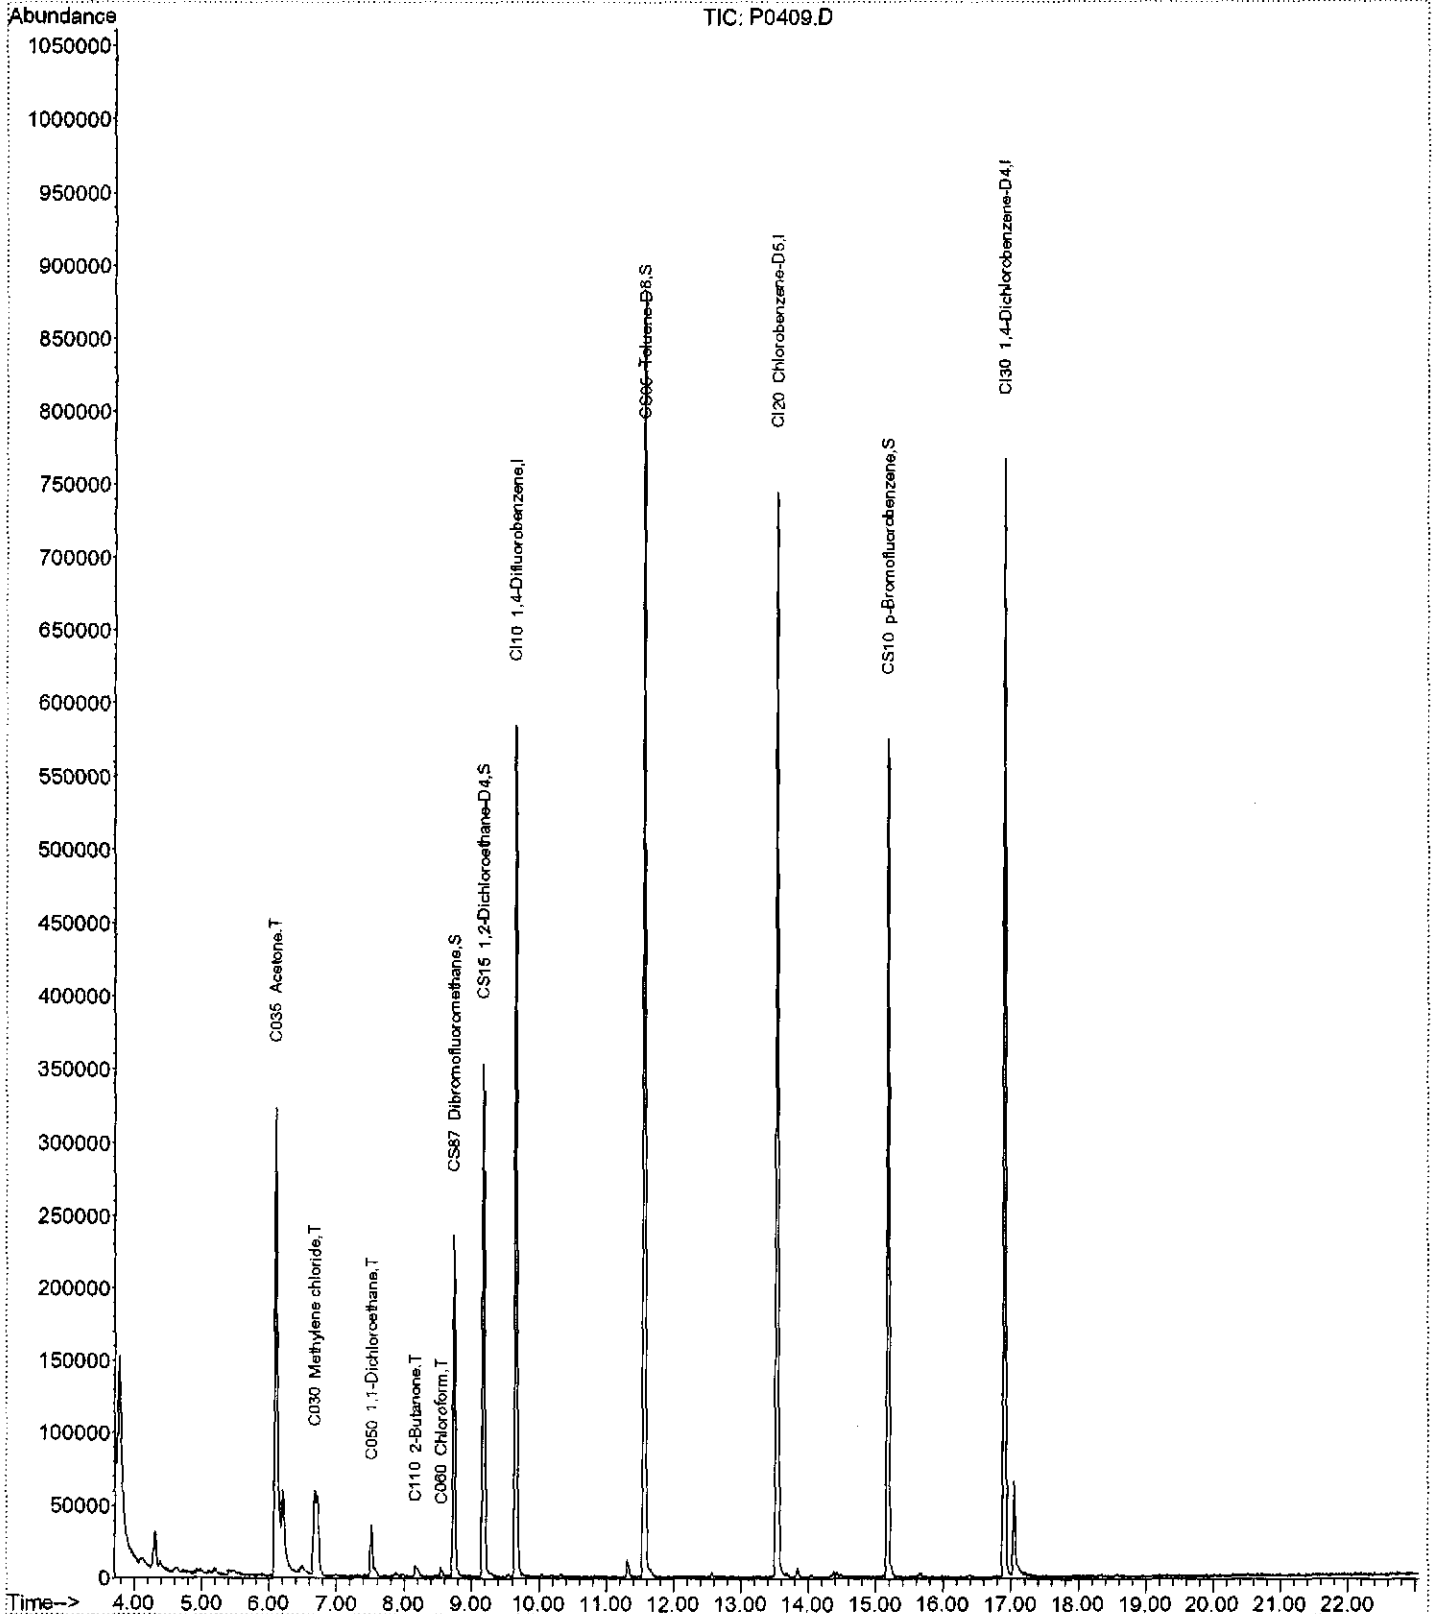 Abundance
TIC: P0409.D
1050000
1000000
950000
900000
850000
800000
750000
700000
650000
600000
550000
500000
450000
400000
350000
300000
250000
200000
150000
100000
50000
0
C035 Acetone,T
C030 Methylene chloride,T
C050 1,1-Dichloroethane,T
C110 2-Butanone,T
C060 Chloroform,T
CS87 Dibromofluoromethane,S
CS15 1,2-Dichloroethane-D4,S
CI10 1,4-Difluorobenzene,I
CS05 Toluene-D8,S
CI20 Chlorobenzene-D5,I
CS10 p-Bromofluorobenzene,S
CI30 1,4-Dichlorobenzene-D4,I
Time--> 4.00 5.00 6.00 7.00 8.00 9.00 10.00 11.00 12.00 13.00 14.00 15.00 16.00 17.00 18.00 19.00 20.00 21.00 22.00